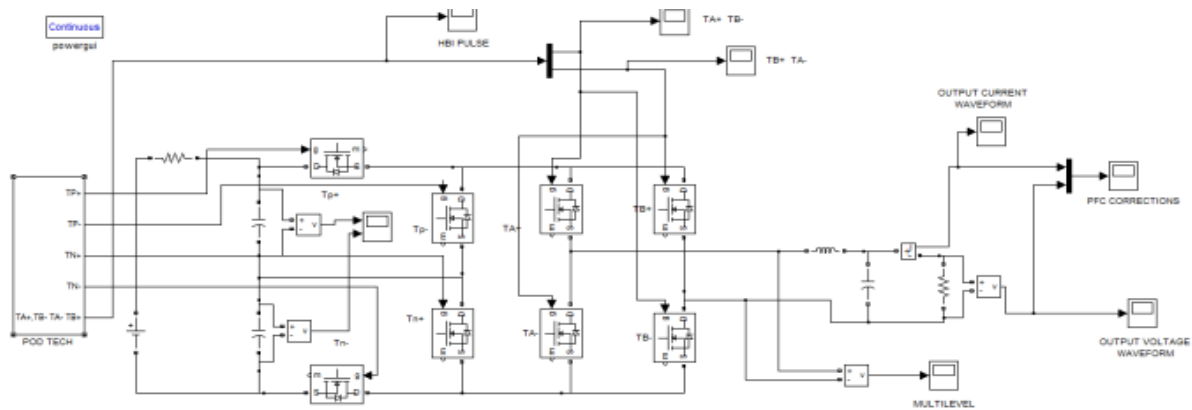 Continuous
powergui
HBI PULSE
TA+ TB-
TB+ TA-
OUTPUT CURRENT
WAVEFORM
PFC CORRECTIONS
TP+
TP-
TN+
TN-
TA+,TB- TA- TB+
POD TECH
Tp+
Tp-
Tn+
Tn-
TA+
TB+
TA-
TB-
OUTPUT VOLTAGE
WAVEFORM
MULTILEVEL